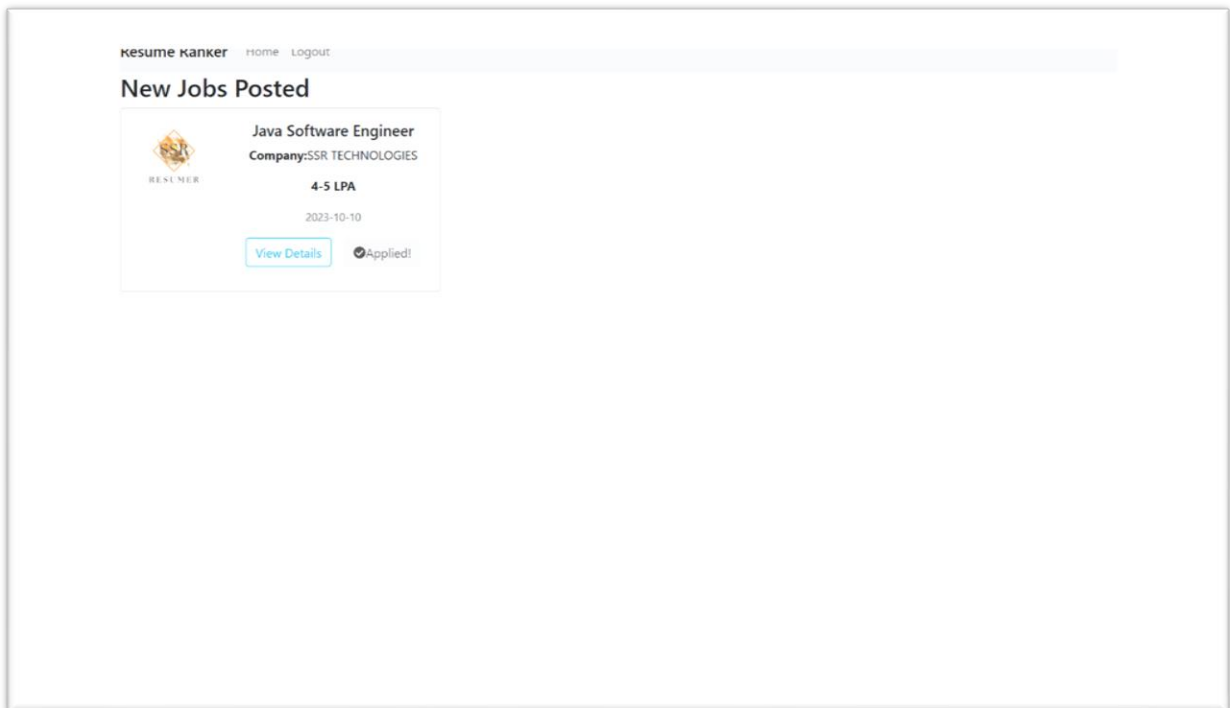 Resume Ranker Home Logout
New Jobs Posted
SSR
RESUMER
Java Software Engineer
Company:SSR TECHNOLOGIES
4-5 LPA
2023-10-10
View Details Applied!